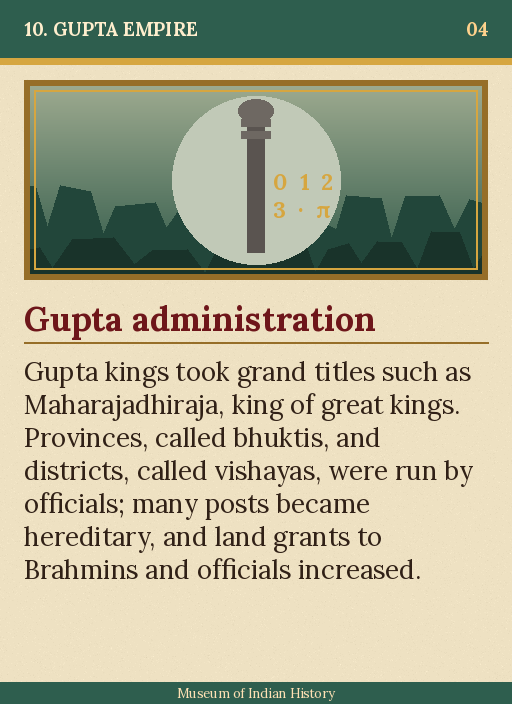 10. GUPTA EMPIRE
04
0 1 2
3 · π
Gupta administration
Gupta kings took grand titles such as
Maharajadhiraja, king of great kings.
Provinces, called bhuktis, and
districts, called vishayas, were run by
officials; many posts became
hereditary, and land grants to
Brahmins and officials increased.
Museum of Indian History